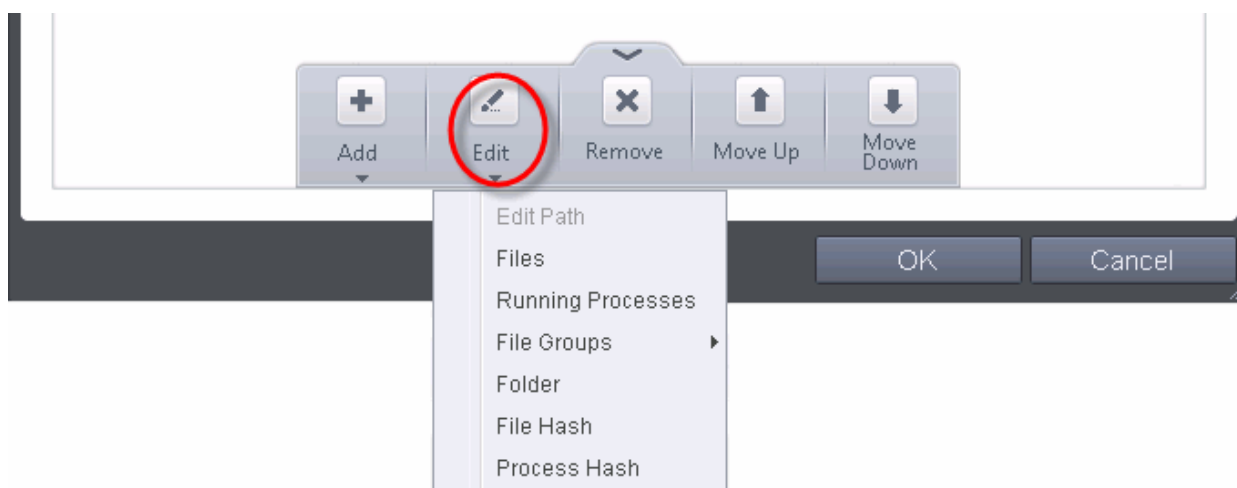 Add
Edit
Remove
Move Up
Move
Down
Edit Path
Files
Running Processes
File Groups
Folder
File Hash
Process Hash
OK
Cancel